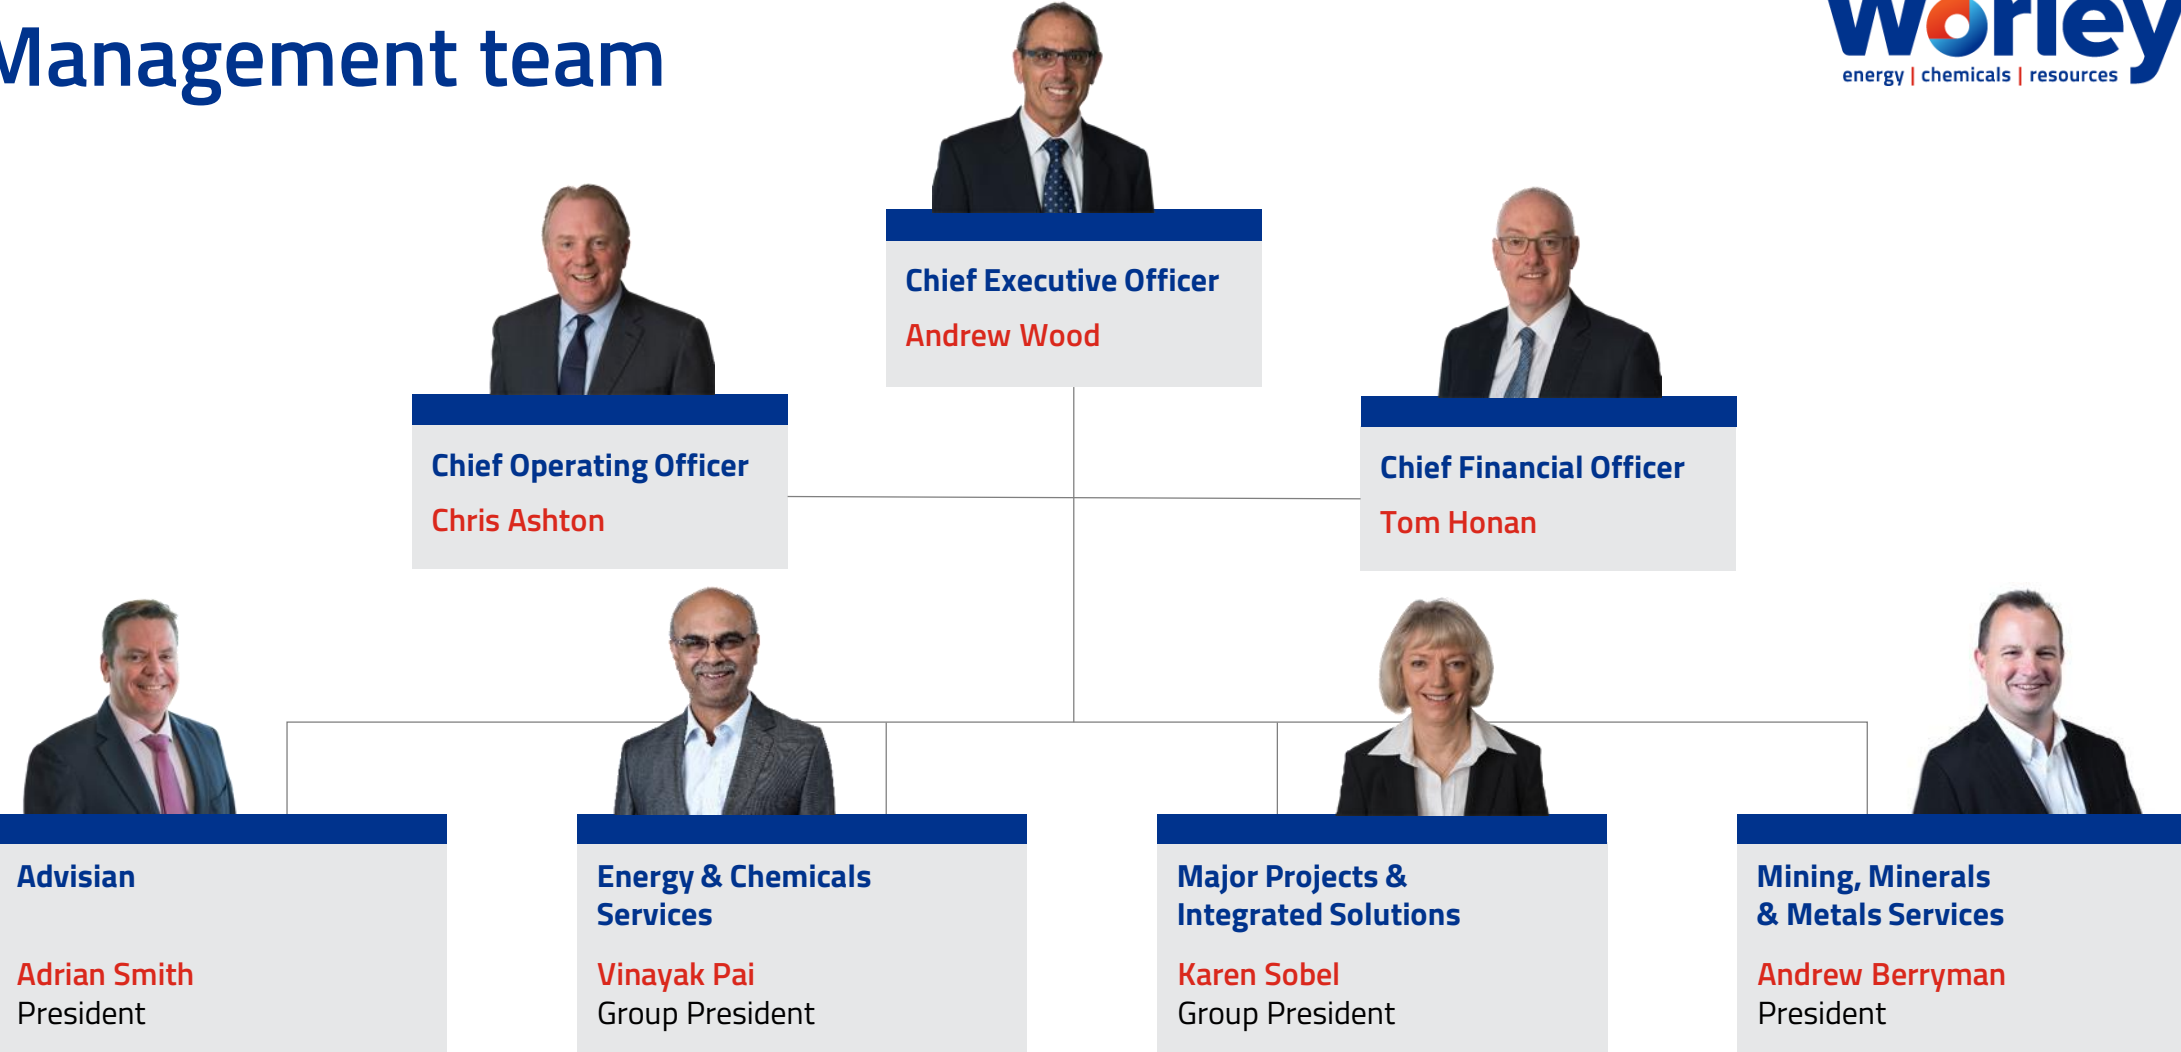 Management team
Worley
energy | chemicals | resources
Chief Executive Officer
Andrew Wood
Chief Operating Officer
Chris Ashton
Chief Financial Officer
Tom Honan
Advisian
Adrian Smith
President
Energy & Chemicals
Services
Vinayak Pai
Group President
Major Projects &
Integrated Solutions
Karen Sobel
Group President
Mining, Minerals
& Metals Services
Andrew Berryman
President